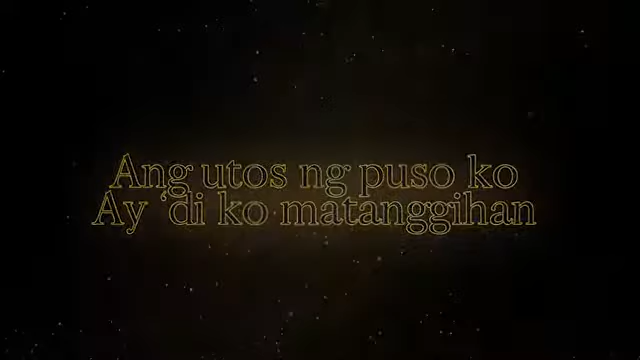 Ang utos ng puso ko
Ay ‘di ko matanggihan